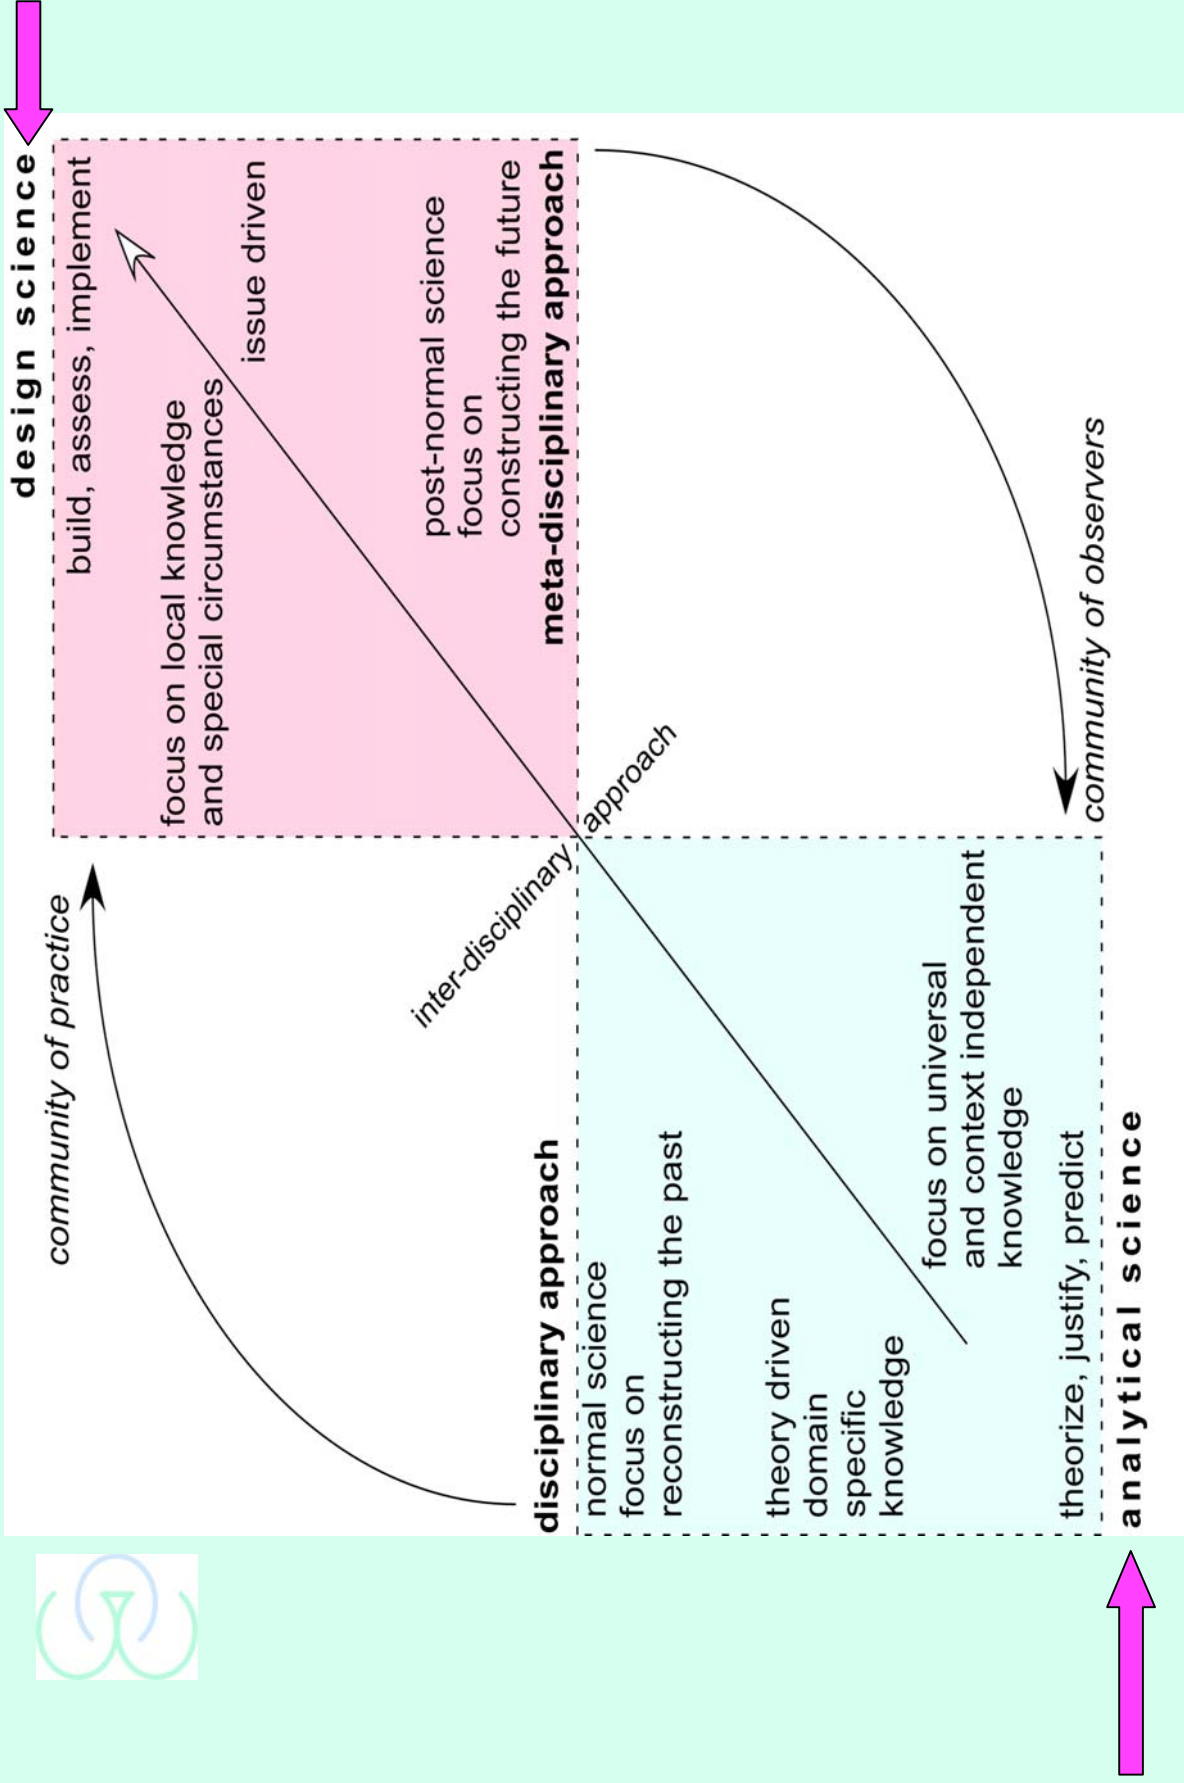 design science
build, assess, implement
focus on local knowledge
and special circumstances
issue driven
post-normal science
focus on
constructing the future
meta-disciplinary approach
community of practice
inter-disciplinary approach
disciplinary approach
normal science
focus on
reconstructing the past
theory driven
domain
specific
knowledge
focus on universal
and context independent
knowledge
theorize, justify, predict
analytical science
community of observers